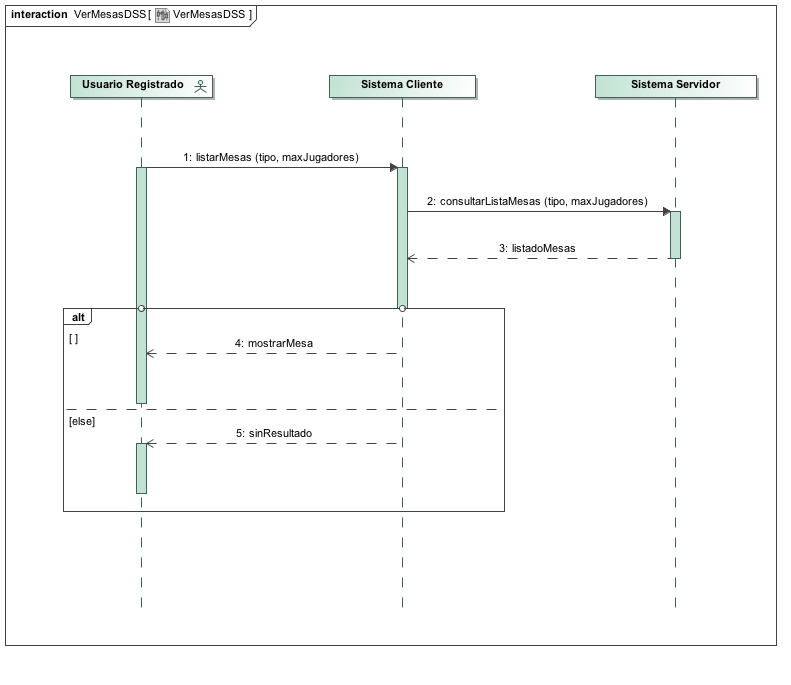 interaction VerMesasDSS [ VerMesasDSS ]
Usuario Registrado
Sistema Cliente
Sistema Servidor
1: listarMesas (tipo, maxJugadores)
2: consultarListaMesas (tipo, maxJugadores)
3: listadoMesas
alt
[ ]
4: mostrarMesa
[else]
5: sinResultado